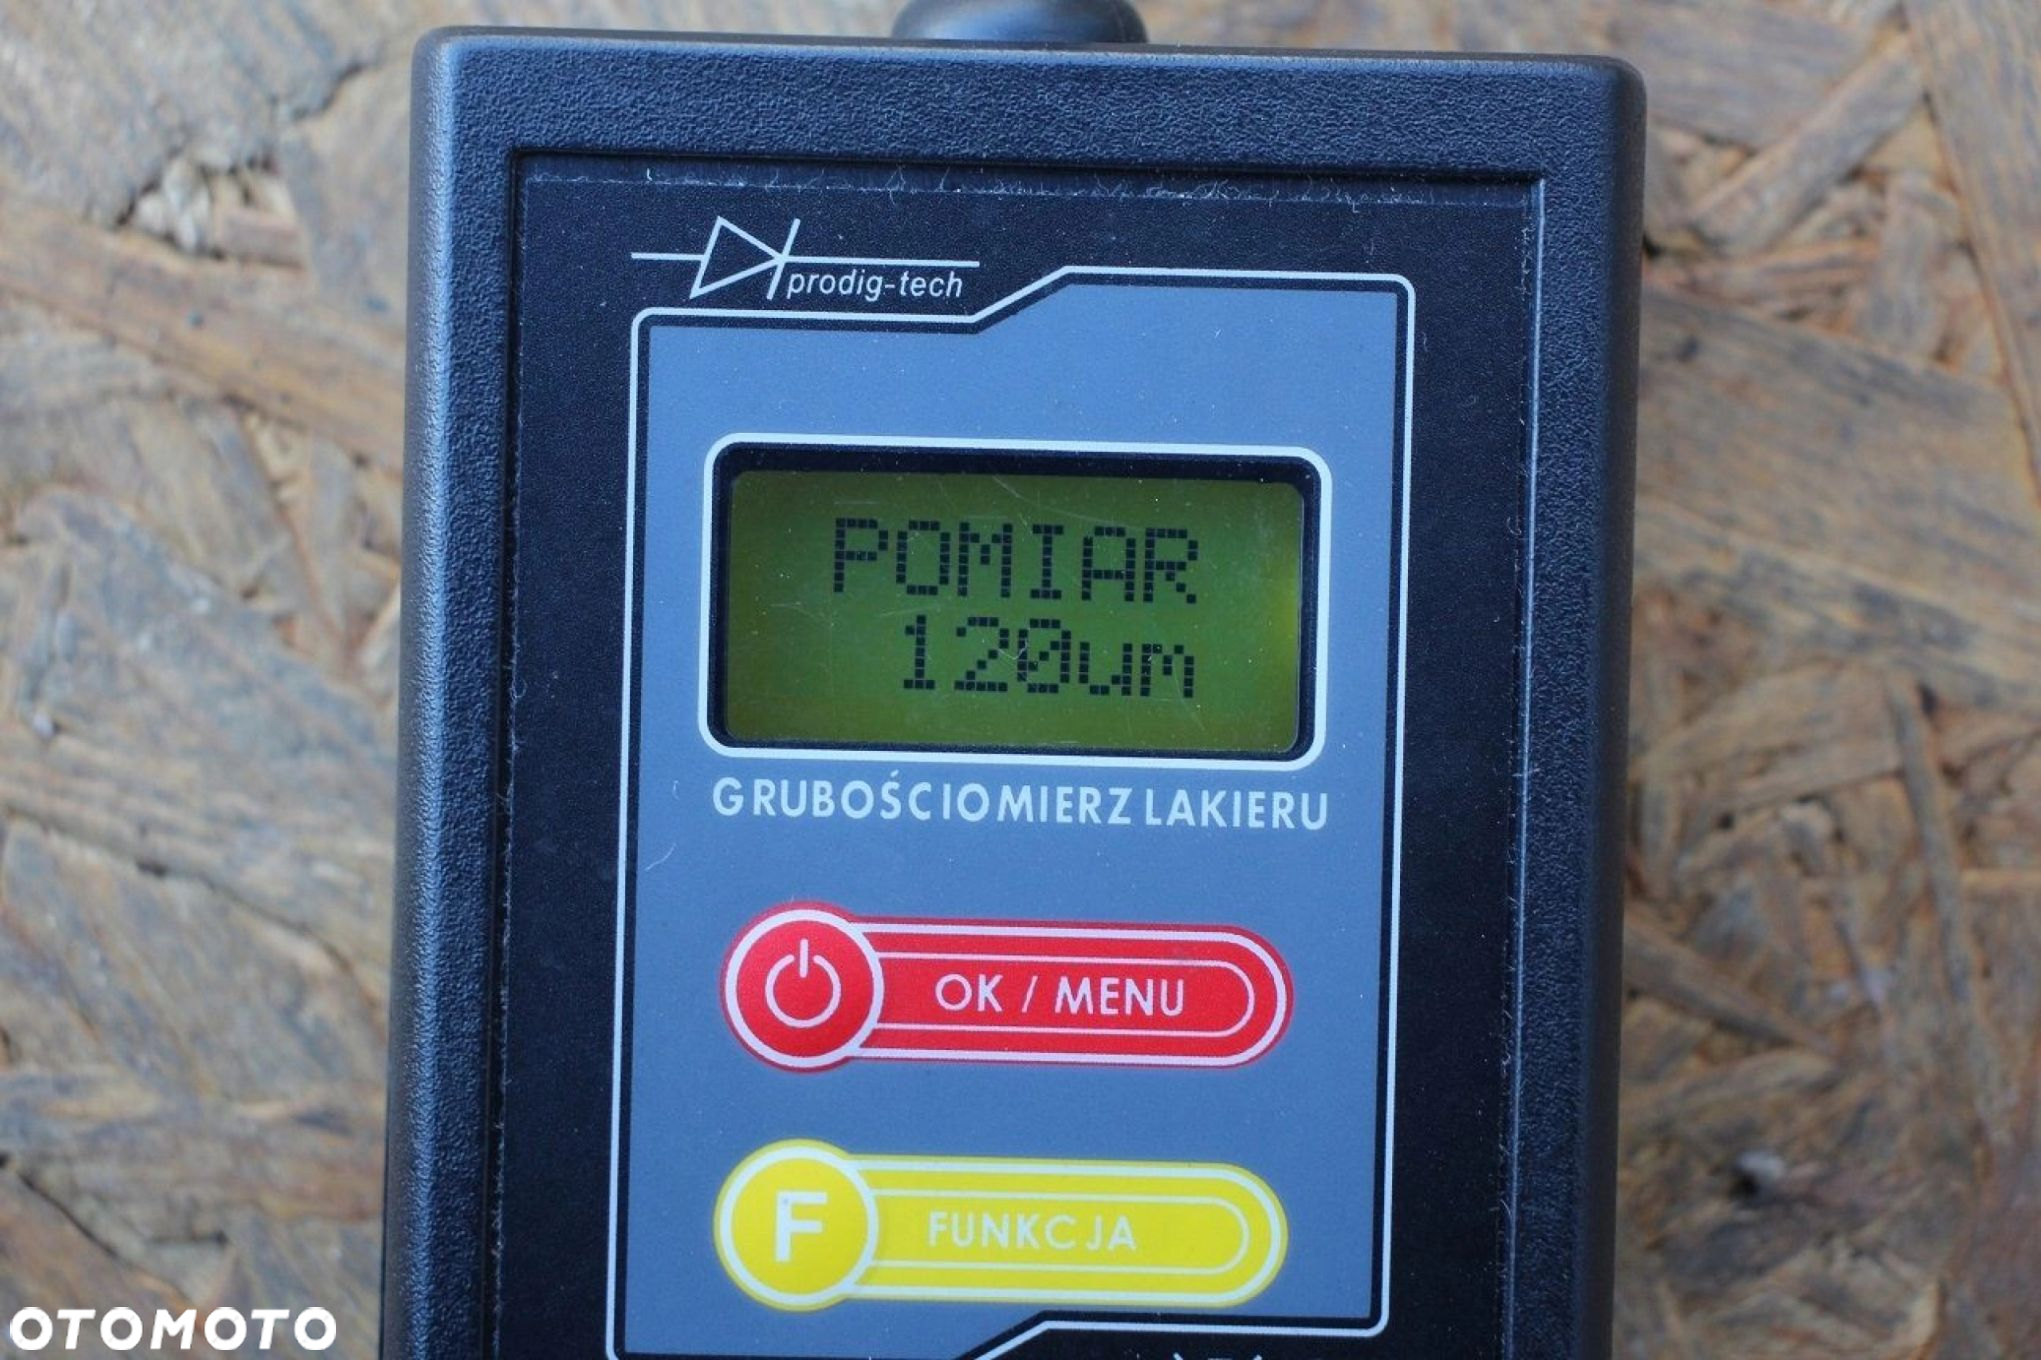 prodig-tech
POMIAR
120um
GRUBOŚCIOMIERZ LAKIERU
OK / MENU
F FUNKCJA
OTOMOTO